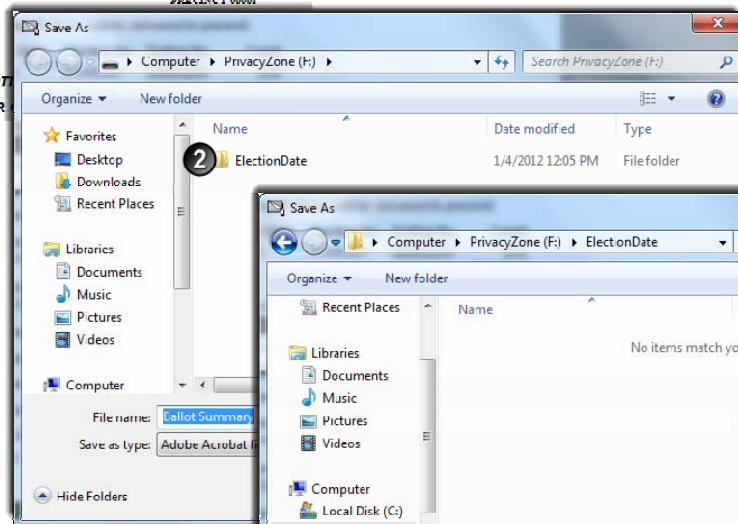 Save As
Computer ▸ PrivacyZone (F:) ▸
Search PrivacyZone (F:)
Organize
New folder
Favorites
Desktop
Downloads
Recent Places
Libraries
Documents
Music
Pictures
Videos
Computer
Name
Date modified
Type
2
ElectionDate
1/4/2012 12:05 PM
File folder
File name: Ballot Summary
Save as type: Adobe Acrobat
Hide Folders
Save As
Computer ▸ PrivacyZone (F:) ▸ ElectionDate
Organize
New folder
Recent Places
Libraries
Documents
Music
Pictures
Videos
Computer
Local Disk (C:)
Name
No items match yo